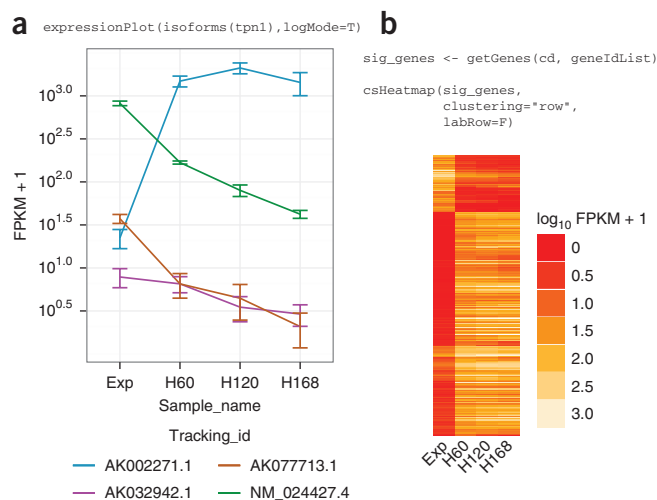 a
expressionPlot(isoforms(tpn1),logMode=T)
10^3.0
10^2.5
10^2.0
10^1.5
10^1.0
10^0.5
FPKM + 1
Exp H60 H120 H168
Sample_name
Tracking_id
AK002271.1 AK077713.1
AK032942.1 NM_024427.4
b
sig_genes <- getGenes(cd, geneIdList)
csHeatmap(sig_genes,
clustering="row",
labRow=F)
log10 FPKM + 1
0
0.5
1.0
1.5
2.0
2.5
3.0
Exp H60 H120 H168